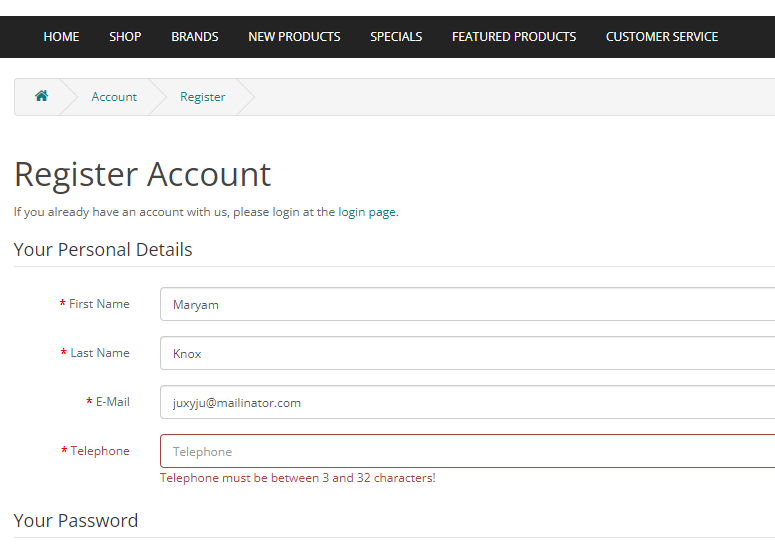 HOME SHOP BRANDS NEW PRODUCTS SPECIALS FEATURED PRODUCTS CUSTOMER SERVICE
Account Register
Register Account
If you already have an account with us, please login at the login page.
Your Personal Details
* First Name Maryam
* Last Name Knox
* E-Mail juxyju@mailinator.com
* Telephone Telephone
Telephone must be between 3 and 32 characters!
Your Password